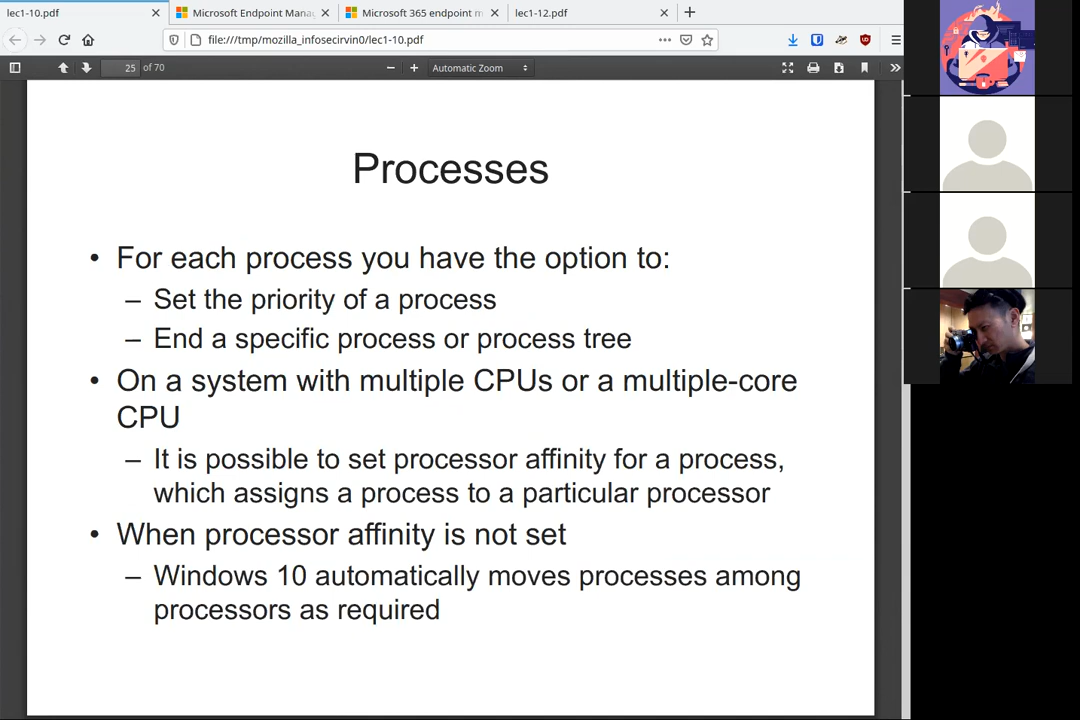 lec1-10.pdf
Microsoft Endpoint Mana
Microsoft 365 endpoint m
lec1-12.pdf
file:///tmp/mozilla_infosecirvin0/lec1-10.pdf
25 of 70
Automatic Zoom
Processes
• For each process you have the option to:
– Set the priority of a process
– End a specific process or process tree
• On a system with multiple CPUs or a multiple-core
CPU
– It is possible to set processor affinity for a process,
which assigns a process to a particular processor
• When processor affinity is not set
– Windows 10 automatically moves processes among
processors as required